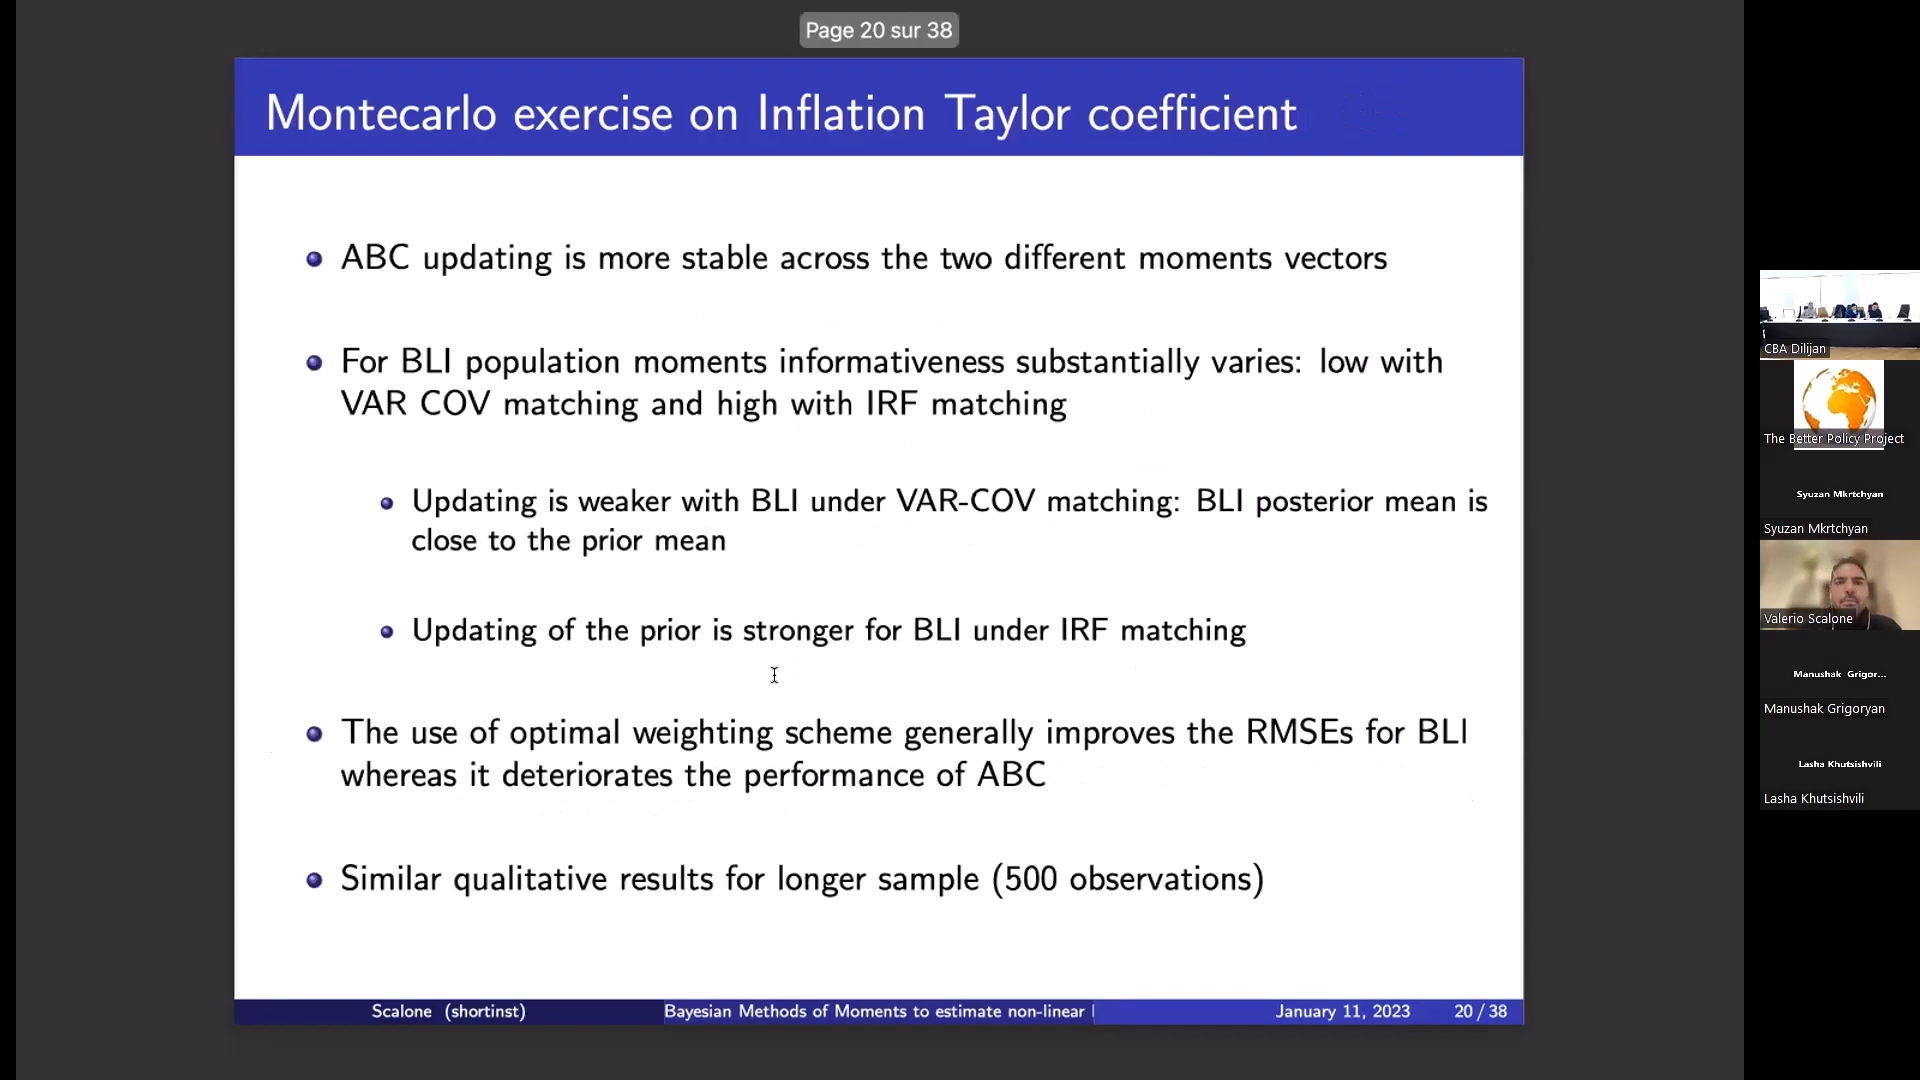 Page 20 sur 38
Montecarlo exercise on Inflation Taylor coefficient
ABC updating is more stable across the two different moments vectors
For BLI population moments informativeness substantially varies: low with
VAR COV matching and high with IRF matching
Updating is weaker with BLI under VAR-COV matching: BLI posterior mean is
close to the prior mean
Updating of the prior is stronger for BLI under IRF matching
The use of optimal weighting scheme generally improves the RMSEs for BLI
whereas it deteriorates the performance of ABC
Similar qualitative results for longer sample (500 observations)
Scalone (shortinst)
Bayesian Methods of Moments to estimate non-linear
January 11, 2023
20 / 38
CBA Dilijan
The Better Policy Project
Syuzan Mkrtchyan
Syuzan Mkrtchyan
Valerio Scalone
Manushak Grigor...
Manushak Grigoryan
Lasha Khutsishvili
Lasha Khutsishvili